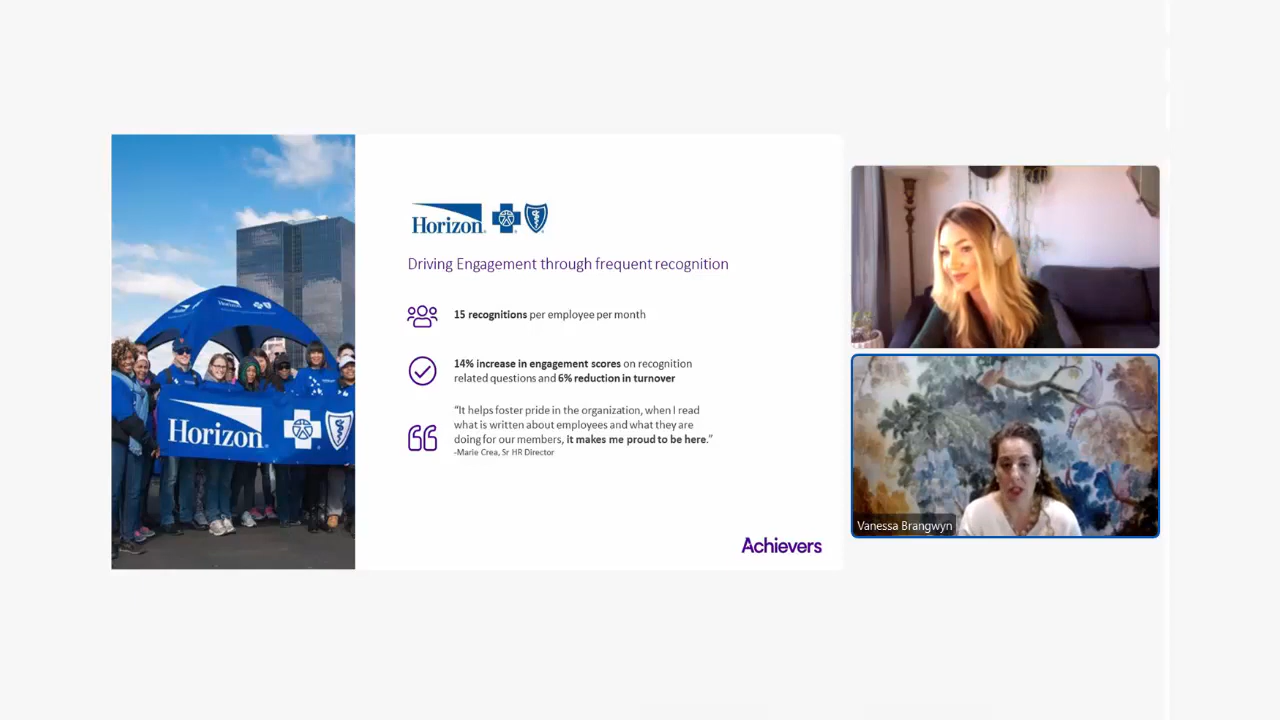 Horizon
Driving Engagement through frequent recognition
15 recognitions per employee per month
14% increase in engagement scores on recognition
related questions and 6% reduction in turnover
“It helps foster pride in the organization, when I read
what is written about employees and what they are
doing for our members, it makes me proud to be here.”
-Marie Crea, Sr HR Director
Achievers
Horizon
Horizon
Vanessa Brangwyn